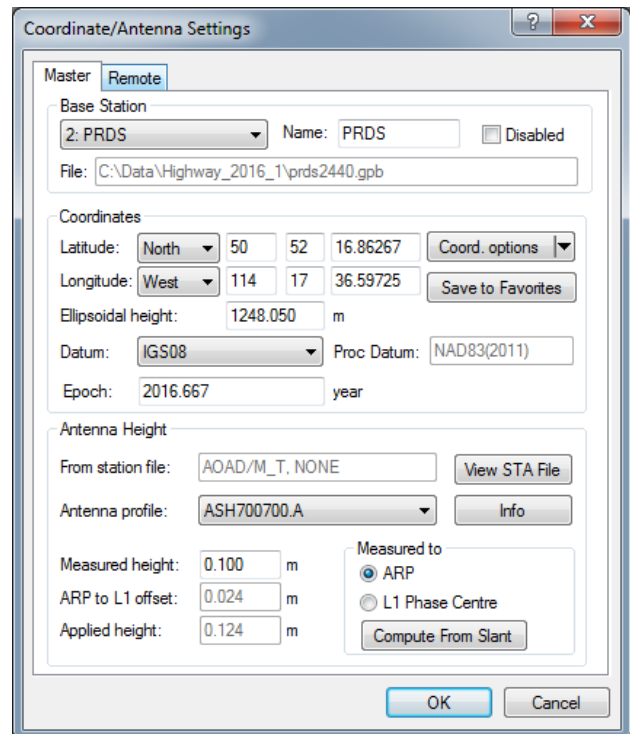 Coordinate/Antenna Settings ? X
Master Remote
Base Station
2: PRDS Name: PRDS Disabled
File: C:\Data\Highway_2016_1\prds2440.gpb
Coordinates
Latitude: North 50 52 16.86267 Coord. options
Longitude: West 114 17 36.59725 Save to Favorites
Ellipsoidal height: 1248.050 m
Datum: IGS08 Proc Datum: NAD83(2011)
Epoch: 2016.667 year
Antenna Height
From station file: AOAD/M_T, NONE View STA File
Antenna profile: ASH700700.A Info
Measured height: 0.100 m
ARP to L1 offset: 0.024 m
Applied height: 0.124 m
Measured to
ARP
L1 Phase Centre
Compute From Slant
OK Cancel